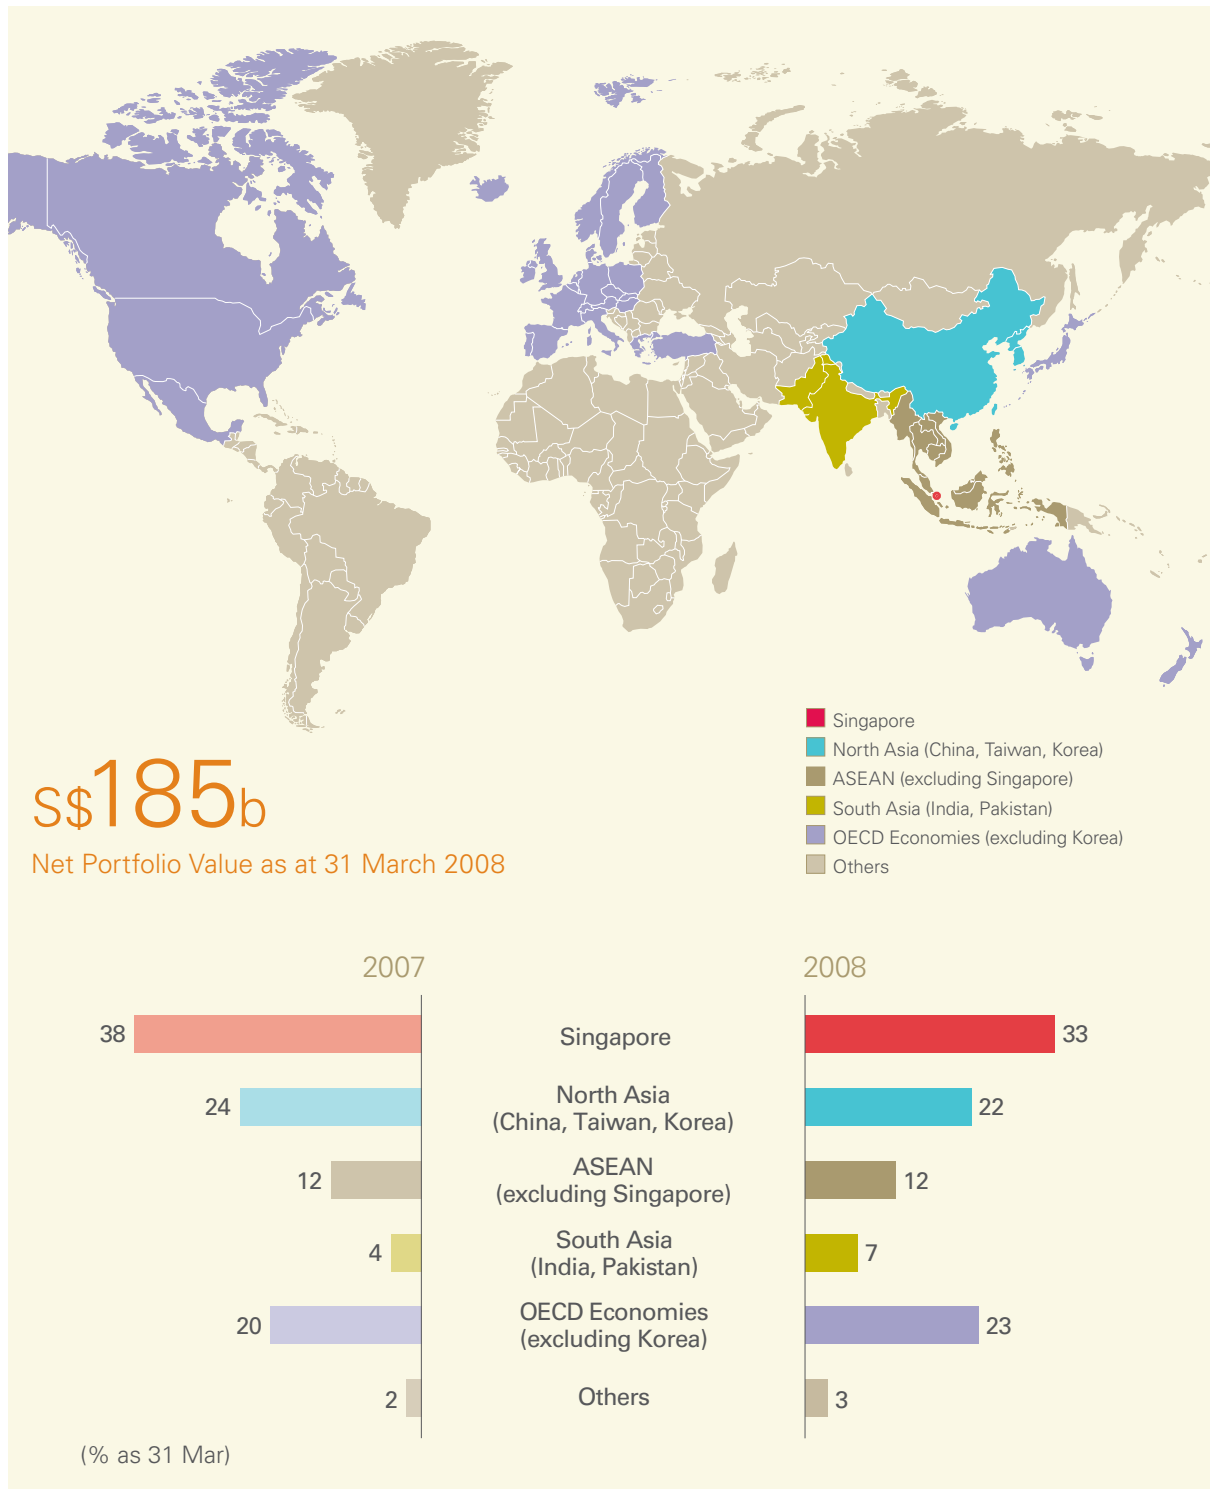 Singapore
North Asia (China, Taiwan, Korea)
ASEAN (excluding Singapore)
South Asia (India, Pakistan)
OECD Economies (excluding Korea)
Others
S$185b
Net Portfolio Value as at 31 March 2008
2007
2008
38
Singapore
33
24
North Asia
(China, Taiwan, Korea)
22
12
ASEAN
(excluding Singapore)
12
4
South Asia
(India, Pakistan)
7
20
OECD Economies
(excluding Korea)
23
2
Others
3
(% as 31 Mar)